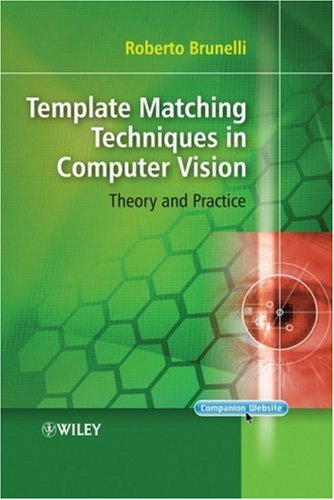 Roberto Brunelli
Template Matching
Techniques in
Computer Vision
Theory and Practice
Companion Website
WILEY